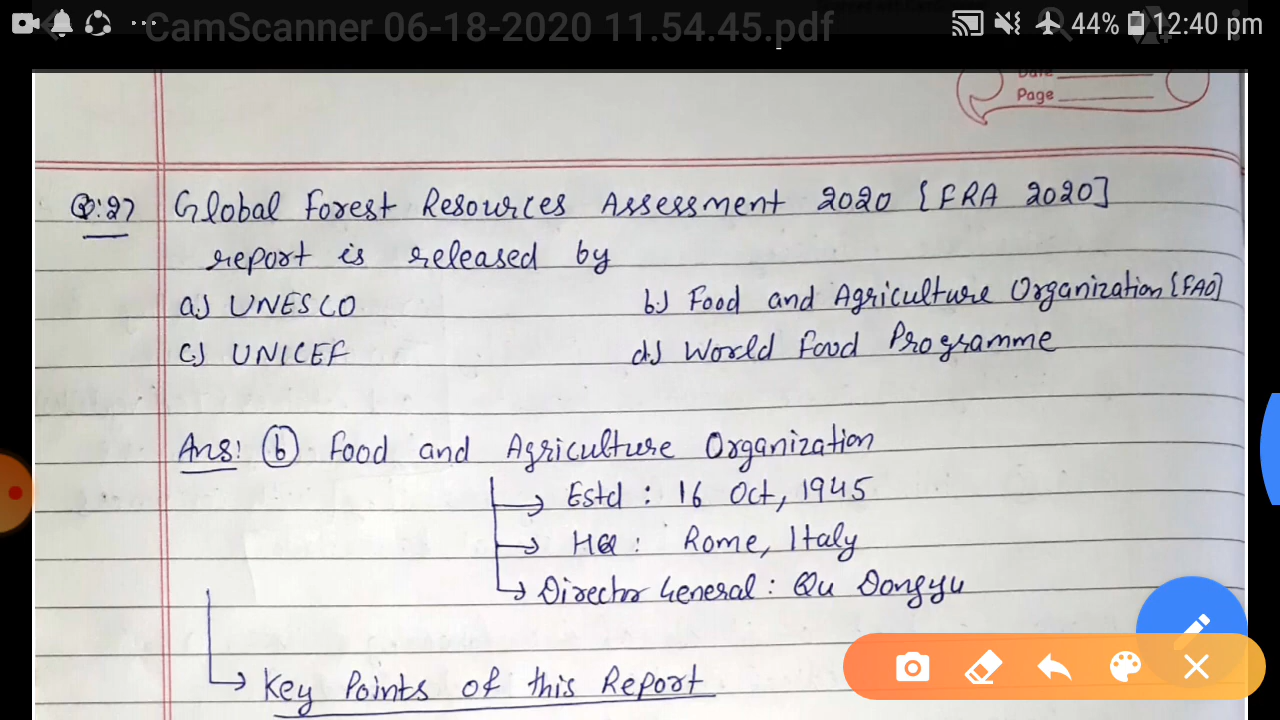 CamScanner 06-18-2020 11.54.45.pdf
44% 12:40 pm
Date
Page
Q:27 Global Forest Resources Assessment 2020 [FRA 2020]
report is released by
a.) UNESCO b.) Food and Agriculture Organization [FAO]
c.) UNICEF d.) World Food Programme
Ans: (b) Food and Agriculture Organization
→ Estd : 16 Oct, 1945
→ HQ : Rome, Italy
→ Director General : Qu Dongyu
→ Key Points of this Report